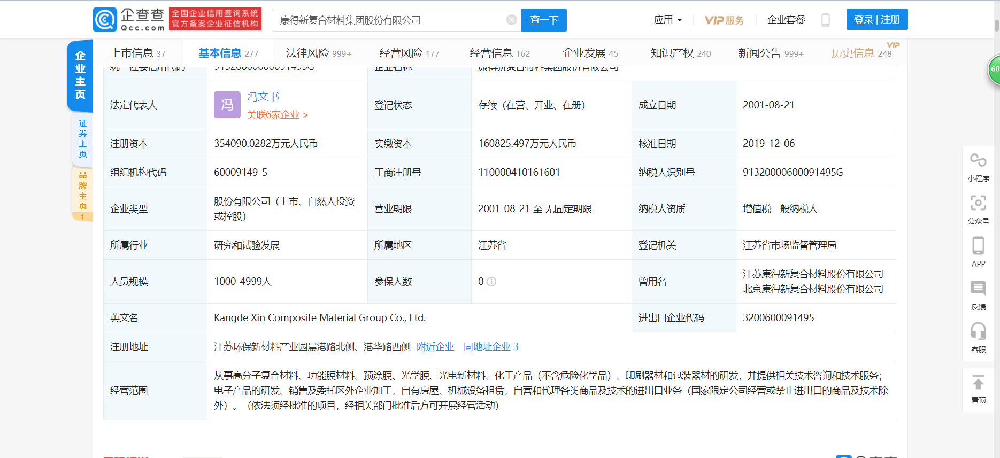 企查查
Qcc.com
全国企业信用查询系统
官方备案企业征信机构
康得新复合材料集团股份有限公司
查一下
应用
VIP服务
企业套餐
登录 | 注册
企业主页
证券主页
品牌主页
1
上市信息 37
基本信息 277
法律风险 999+
经营风险 177
经营信息 162
企业发展 45
知识产权 240
新闻公告 999+
历史信息 248
VIP
统一社会信用代码
91320000600091495G
企业名称
康得新复合材料集团股份有限公司
法定代表人
冯
冯文书
关联6家企业 >
登记状态
存续（在营、开业、在册）
成立日期
2001-08-21
注册资本
354090.0282万元人民币
实缴资本
160825.497万元人民币
核准日期
2019-12-06
组织机构代码
60009149-5
工商注册号
110000410161601
纳税人识别号
91320000600091495G
企业类型
股份有限公司（上市、自然人投资
或控股）
营业期限
2001-08-21 至 无固定期限
纳税人资质
增值税一般纳税人
所属行业
研究和试验发展
所属地区
江苏省
登记机关
江苏省市场监督管理局
人员规模
1000-4999人
参保人数
0
曾用名
江苏康得新复合材料股份有限公司
北京康得新复合材料股份有限公司
英文名
Kangde Xin Composite Material Group Co., Ltd.
进出口企业代码
3200600091495
注册地址
江苏环保新材料产业园晨港路北侧、港华路西侧 附近企业 同地址企业 3
经营范围
从事高分子复合材料、功能膜材料、预涂膜、光学膜、光电新材料、化工产品（不含危险化学品）、印刷器材和包装器材的研发，并提供相关技术咨询和技术服务；
电子产品的研发、销售及委托区外企业加工，自有房屋、机械设备租赁，自营和代理各类商品及技术的进出口业务（国家限定公司经营或禁止进出口的商品及技术除
外）。（依法须经批准的项目，经相关部门批准后方可开展经营活动）
60
小程序
公众号
APP
反馈
客服
置顶